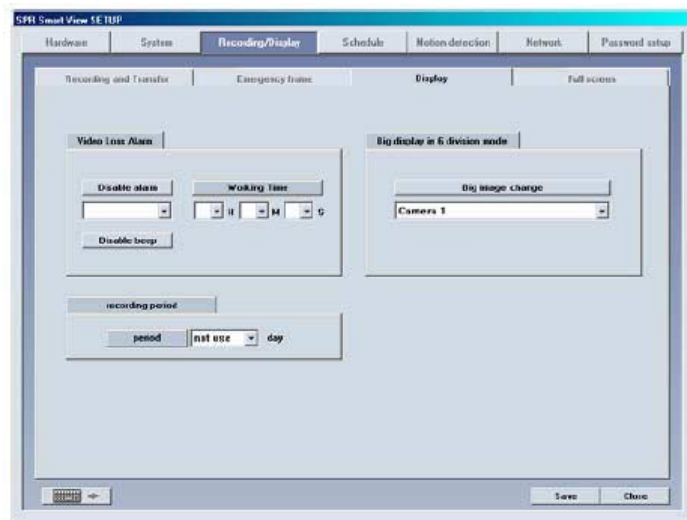 SPR Smart View SETUP
Hardware System Recording/Display Schedule Motion detection Network Password setup
Recording and Transfer Emergency frame Display Full screen
Video Loss Alarm Big display in 6 division mode
Disable alarm Working Time Big image change
H M S Camera 1
Disable beep
recording period
period not use day
Save Close